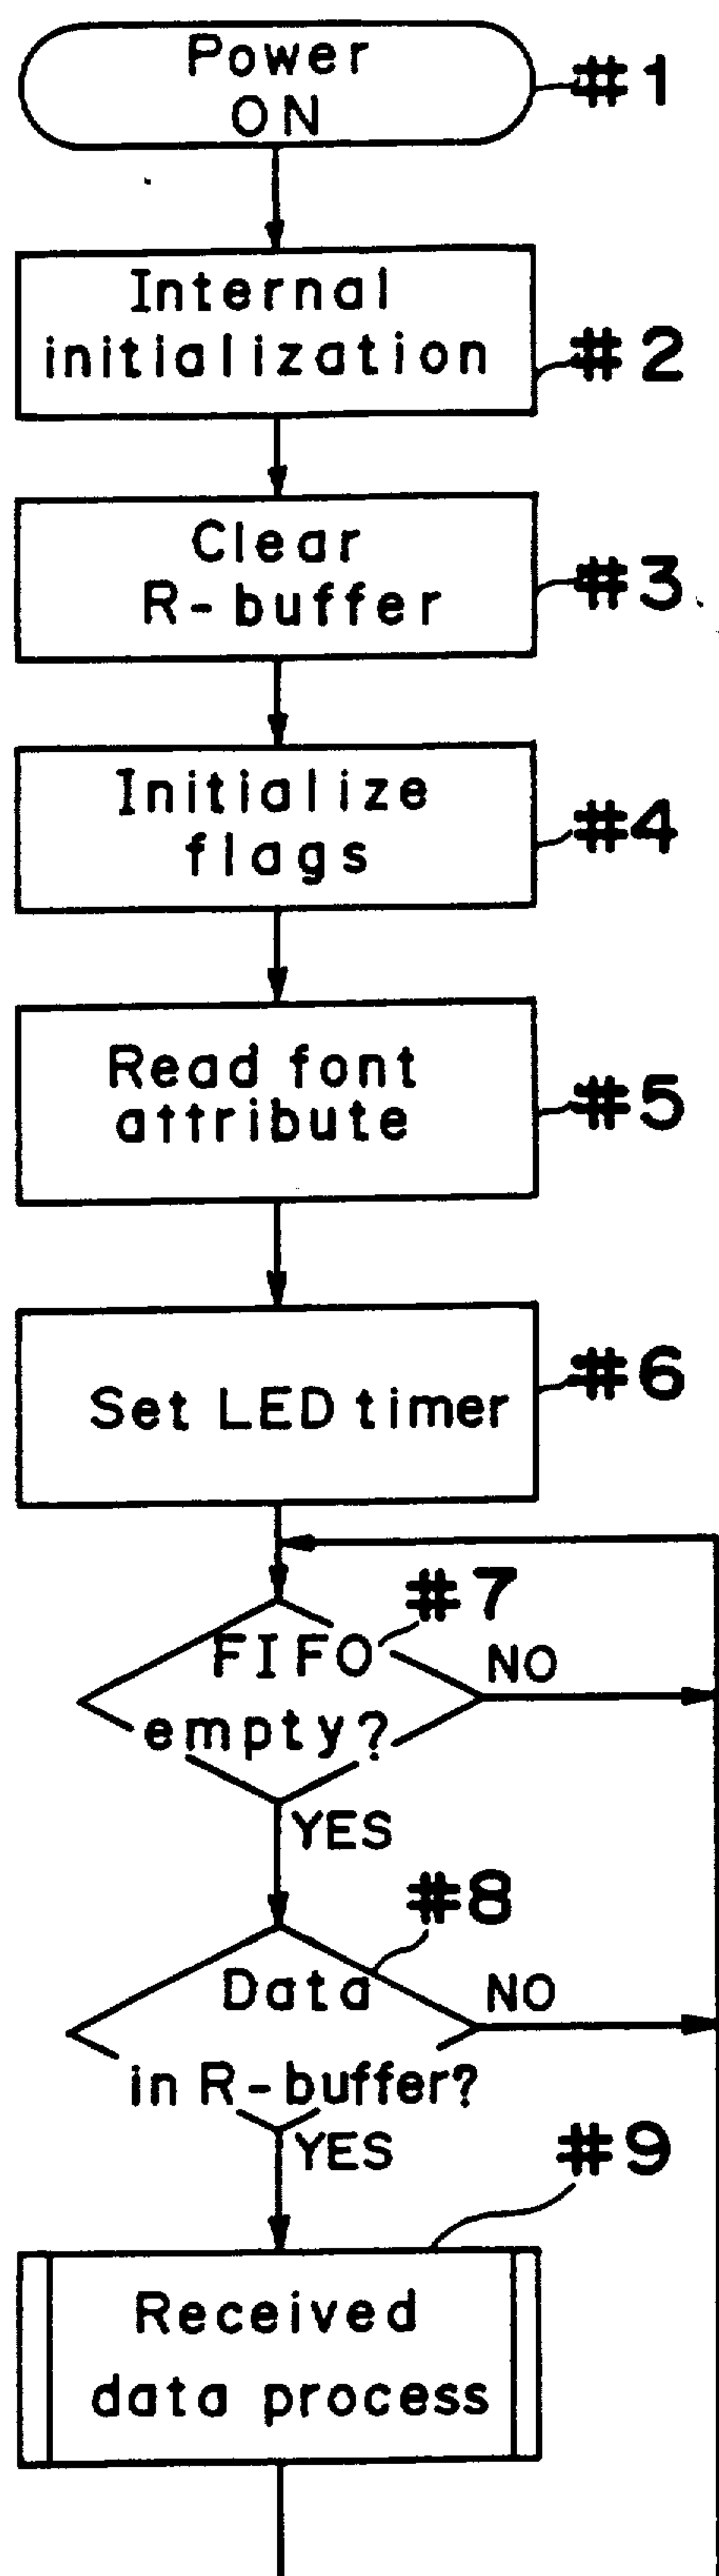 Power
ON
#1
Internal
initialization
#2
Clear
R-buffer
#3
Initialize
flags
#4
Read font
attribute
#5
Set LED timer
#6
#7
FIFO
empty?
NO
YES
#8
Data
in R-buffer?
NO
YES
#9
Received
data process